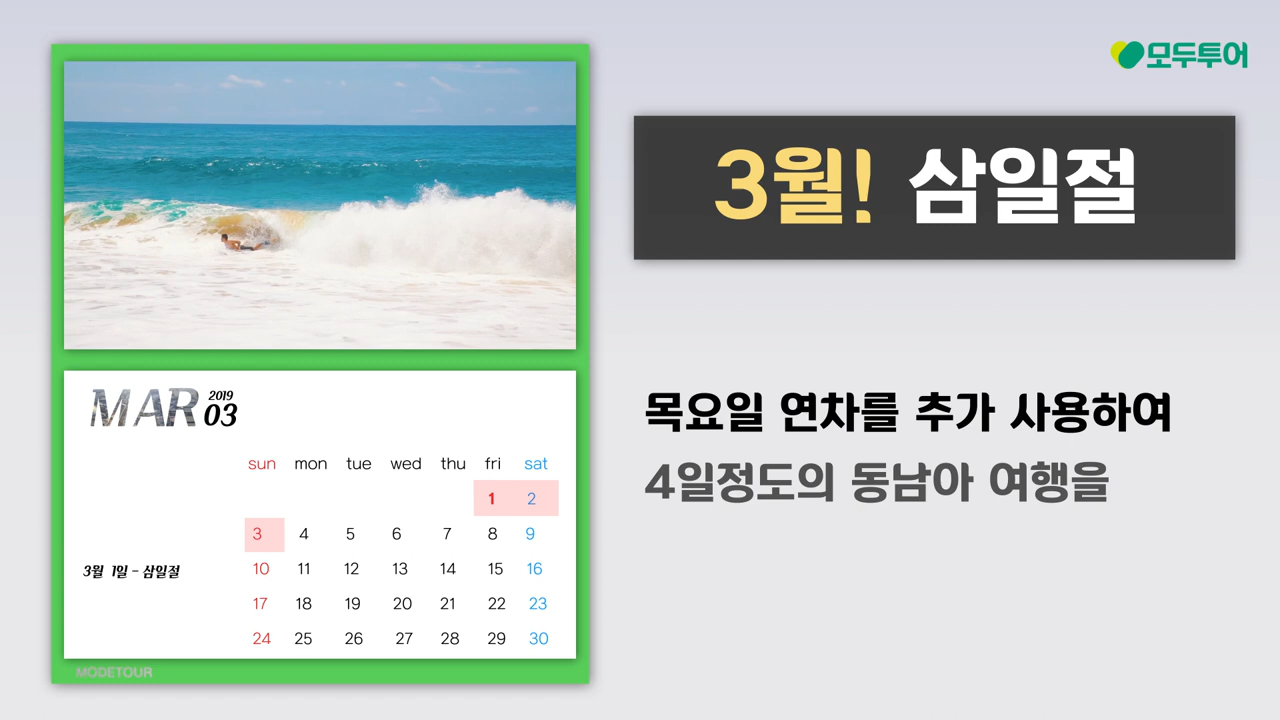 모두투어
3월! 삼일절
MAR 2019 03
sun mon tue wed thu fri sat
1 2
3 4 5 6 7 8 9
3월 1일 - 삼일절
10 11 12 13 14 15 16
17 18 19 20 21 22 23
24 25 26 27 28 29 30
MODETOUR
목요일 연차를 추가 사용하여
4일정도의 동남아 여행을